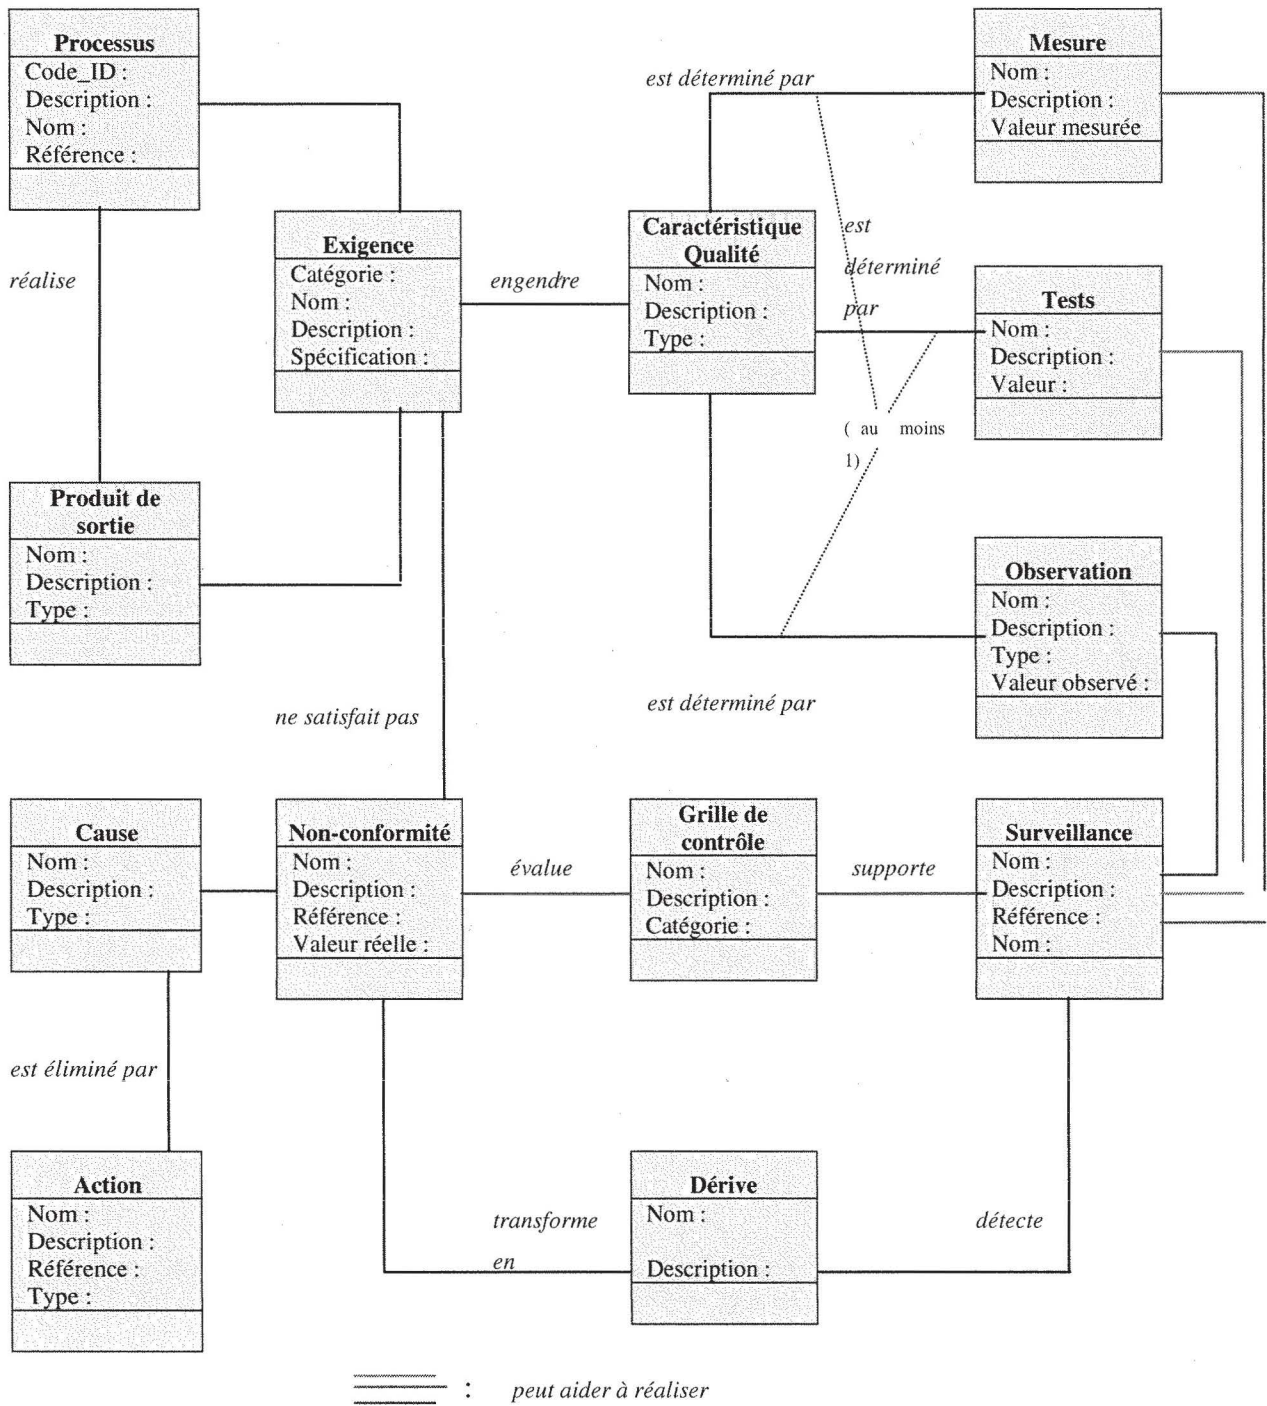 Processus
Code_ID :
Description :
Nom :
Référence :
réalise
Produit de
sortie
Nom :
Description :
Type :
Exigence
Catégorie :
Nom :
Description :
Spécification :
engendre
Caractéristique
Qualité
Nom :
Description :
Type :
est déterminé par
Mesure
Nom :
Description :
Valeur mesurée
est
déterminé
par
Tests
Nom :
Description :
Valeur :
( au moins
1)
Observation
Nom :
Description :
Type :
Valeur observé :
est déterminé par
ne satisfait pas
Cause
Nom :
Description :
Type :
Non-conformité
Nom :
Description :
Référence :
Valeur réelle :
évalue
Grille de
contrôle
Nom :
Description :
Catégorie :
supporte
Surveillance
Nom :
Description :
Référence :
Nom :
est éliminé par
Action
Nom :
Description :
Référence :
Type :
transforme
en
Dérive
Nom :
Description :
détecte
: peut aider à réaliser